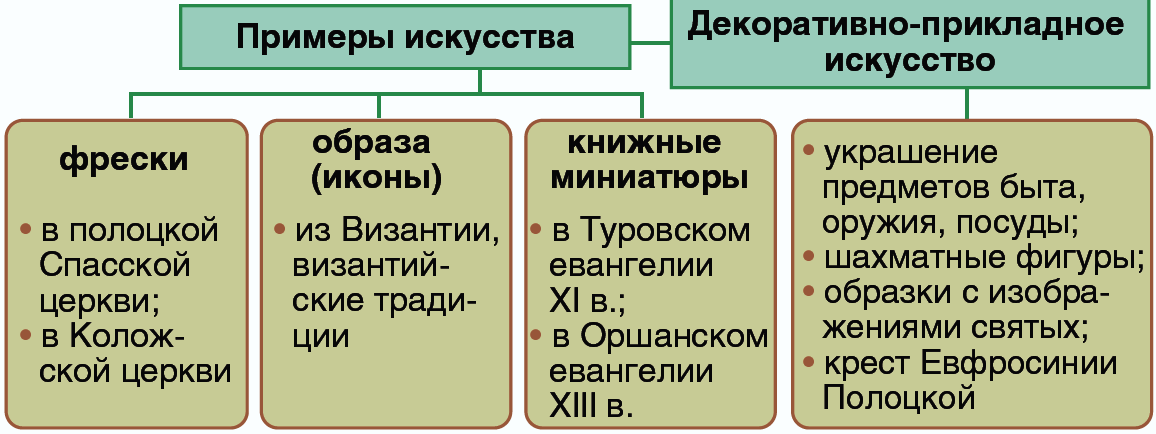 Примеры искусства
Декоративно-прикладное
искусство
фрески
• в полоцкой
Спасской
церкви;
• в Колож-
ской церкви
образа
(иконы)
• из Византии,
византий-
ские тради-
ции
книжные
миниатюры
• в Туровском
евангелии
XI в.;
• в Оршанском
евангелии
XIII в.
• украшение
предметов быта,
оружия, посуды;
• шахматные фигуры;
• образки с изобра-
жениями святых;
• крест Евфросинии
Полоцкой